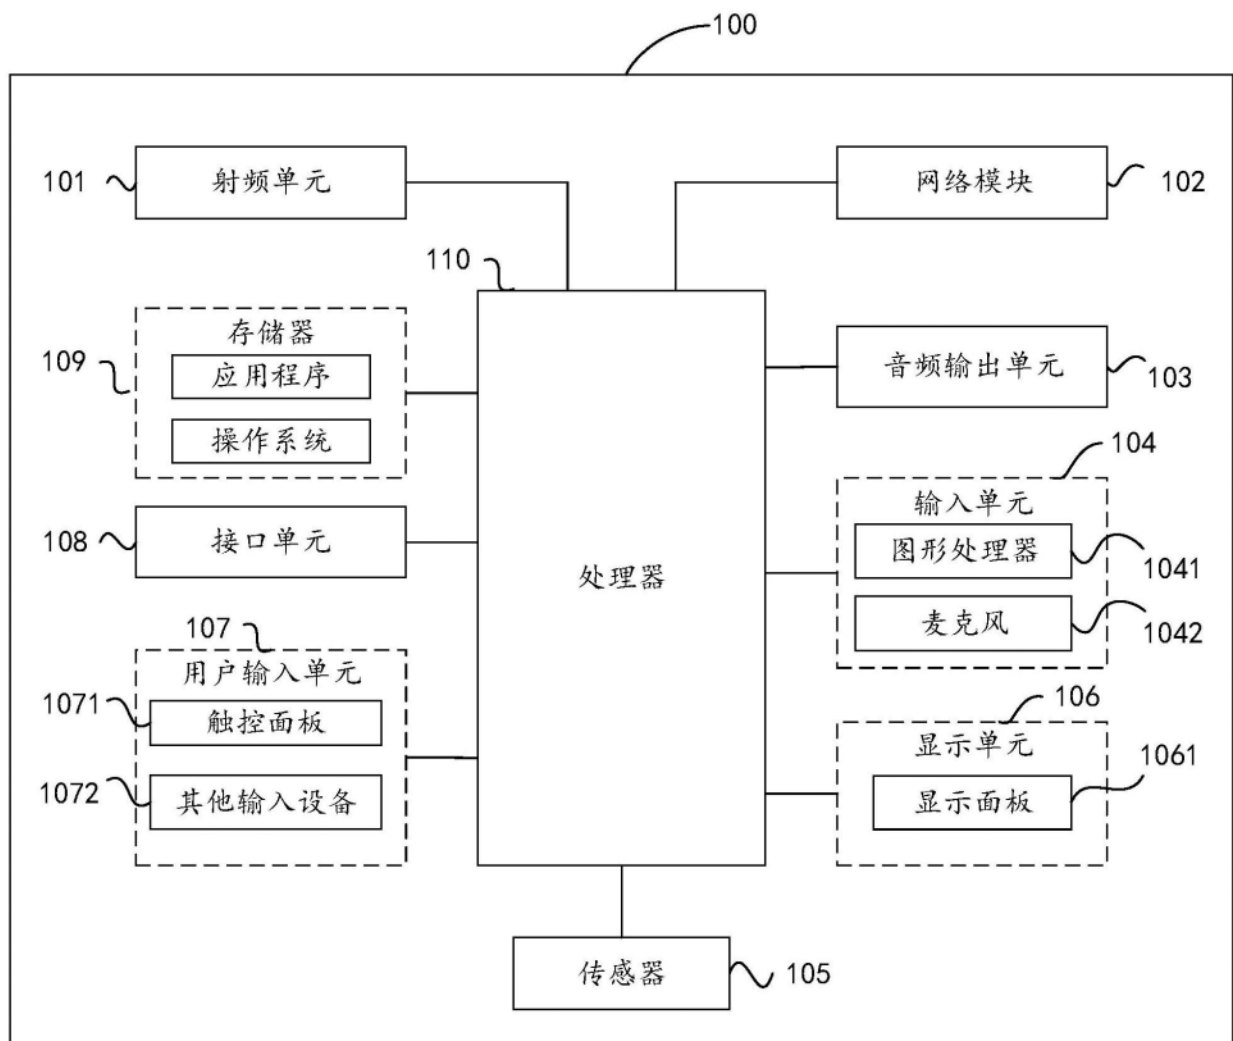 100
101
射频单元
网络模块
102
110
存储器
109
应用程序
操作系统
音频输出单元
103
104
输入单元
图形处理器
1041
麦克风
1042
108
接口单元
处理器
107
用户输入单元
1071
触控面板
1072
其他输入设备
106
显示单元
显示面板
1061
传感器
105